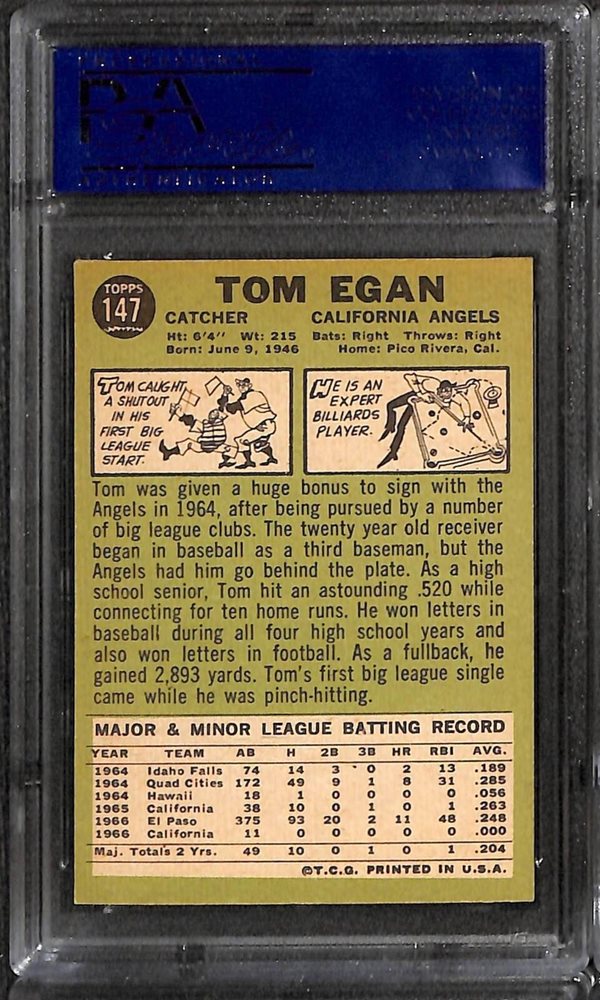 PSA
TOPPS
147
TOM EGAN
CATCHER CALIFORNIA ANGELS
Ht: 6'4" Wt: 215 Bats: Right Throws: Right
Born: June 9, 1946 Home: Pico Rivera, Cal.
TOM CAUGHT
A SHUTOUT
IN HIS
FIRST BIG
LEAGUE
START.
HE IS AN
EXPERT
BILLIARDS
PLAYER.
Tom was given a huge bonus to sign with the
Angels in 1964, after being pursued by a number
of big league clubs. The twenty year old receiver
began in baseball as a third baseman, but the
Angels had him go behind the plate. As a high
school senior, Tom hit an astounding .520 while
connecting for ten home runs. He won letters in
baseball during all four high school years and
also won letters in football. As a fullback, he
gained 2,893 yards. Tom's first big league single
came while he was pinch-hitting.
MAJOR & MINOR LEAGUE BATTING RECORD
YEAR TEAM AB H 2B 3B HR RBI AVG.
1964 Idaho Falls 74 14 3 0 2 13 .189
1964 Quad Cities 172 49 9 1 8 31 .285
1964 Hawaii 18 1 0 0 0 0 .056
1965 California 38 10 0 1 0 1 .263
1966 El Paso 375 93 20 2 11 48 .248
1966 California 11 0 0 0 0 0 .000
Maj. Totals 2 Yrs. 49 10 0 1 0 1 .204
©T.C.G. PRINTED IN U.S.A.